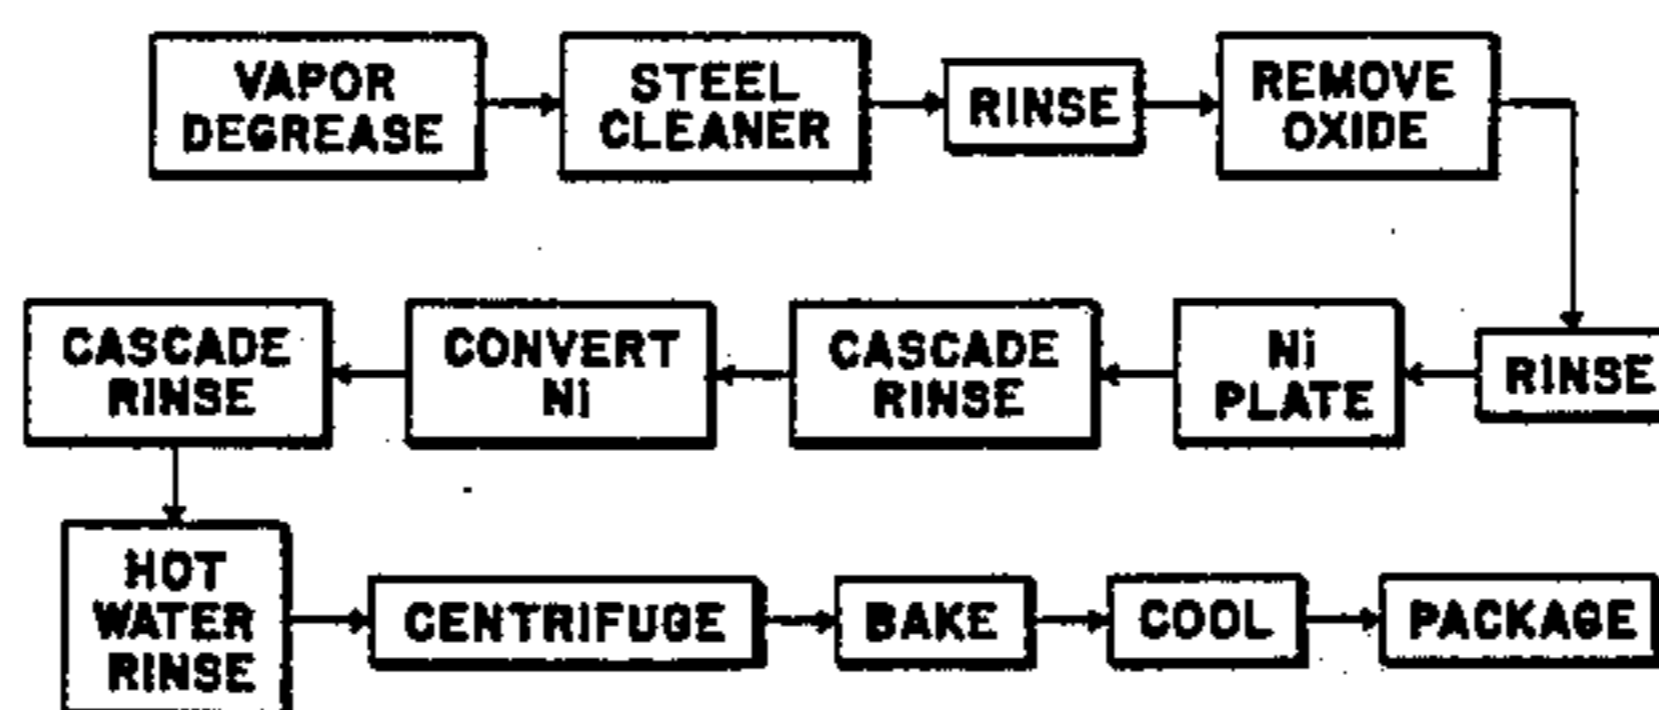 VAPOR
DEGREASE
STEEL
CLEANER
RINSE
REMOVE
OXIDE
RINSE
Ni
PLATE
CASCADE
RINSE
CONVERT
Ni
CASCADE
RINSE
HOT
WATER
RINSE
CENTRIFUGE
BAKE
COOL
PACKAGE